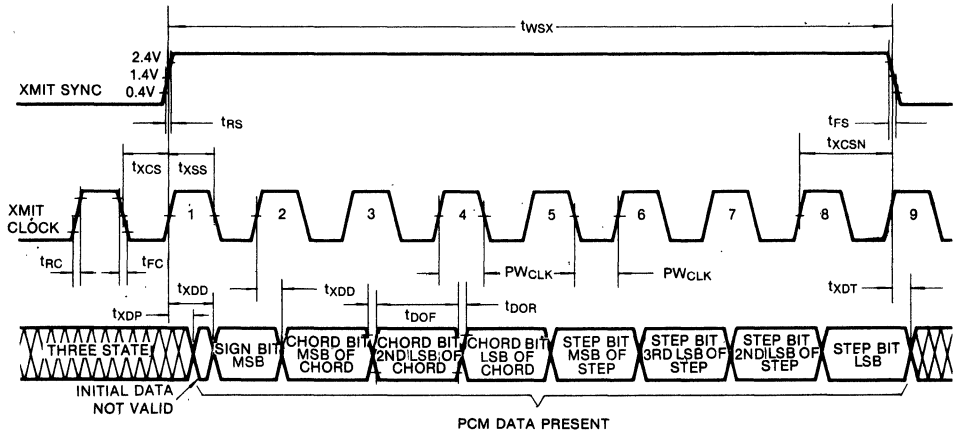 tWSX
2.4V
1.4V
0.4V
XMIT SYNC
tRS
tFS
tXCS
tXSS
tXCSN
XMIT
CLOCK
1 2 3 4 5 6 7 8 9
tRC
tFC
PWCLK
PWCLK
tXDD
tXDD
tXDP
tDOF
tDOR
tXDT
THREE STATE
SIGN BIT
MSB
CHORD BIT
MSB OF
CHORD
CHORD BIT
2ND LSB OF
CHORD
CHORD BIT
LSB OF
CHORD
STEP BIT
MSB OF
STEP
STEP BIT
3RD LSB OF
STEP
STEP BIT
2ND LSB OF
STEP
STEP BIT
LSB
INITIAL DATA
NOT VALID
PCM DATA PRESENT